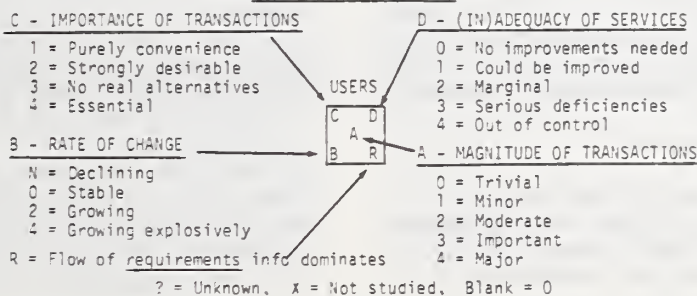 C - IMPORTANCE OF TRANSACTIONS
1 = Purely convenience
2 = Strongly desirable
3 = No real alternatives
4 = Essential
D - (IN)ADEQUACY OF SERVICES
0 = No improvements needed
1 = Could be improved
2 = Marginal
3 = Serious deficiencies
4 = Out of control
USERS
C D
A
B R
B - RATE OF CHANGE
N = Declining
0 = Stable
2 = Growing
4 = Growing explosively
A - MAGNITUDE OF TRANSACTIONS
0 = Trivial
1 = Minor
2 = Moderate
3 = Important
4 = Major
R = Flow of requirements info dominates
? = Unknown, X = Not studied, Blank = 0